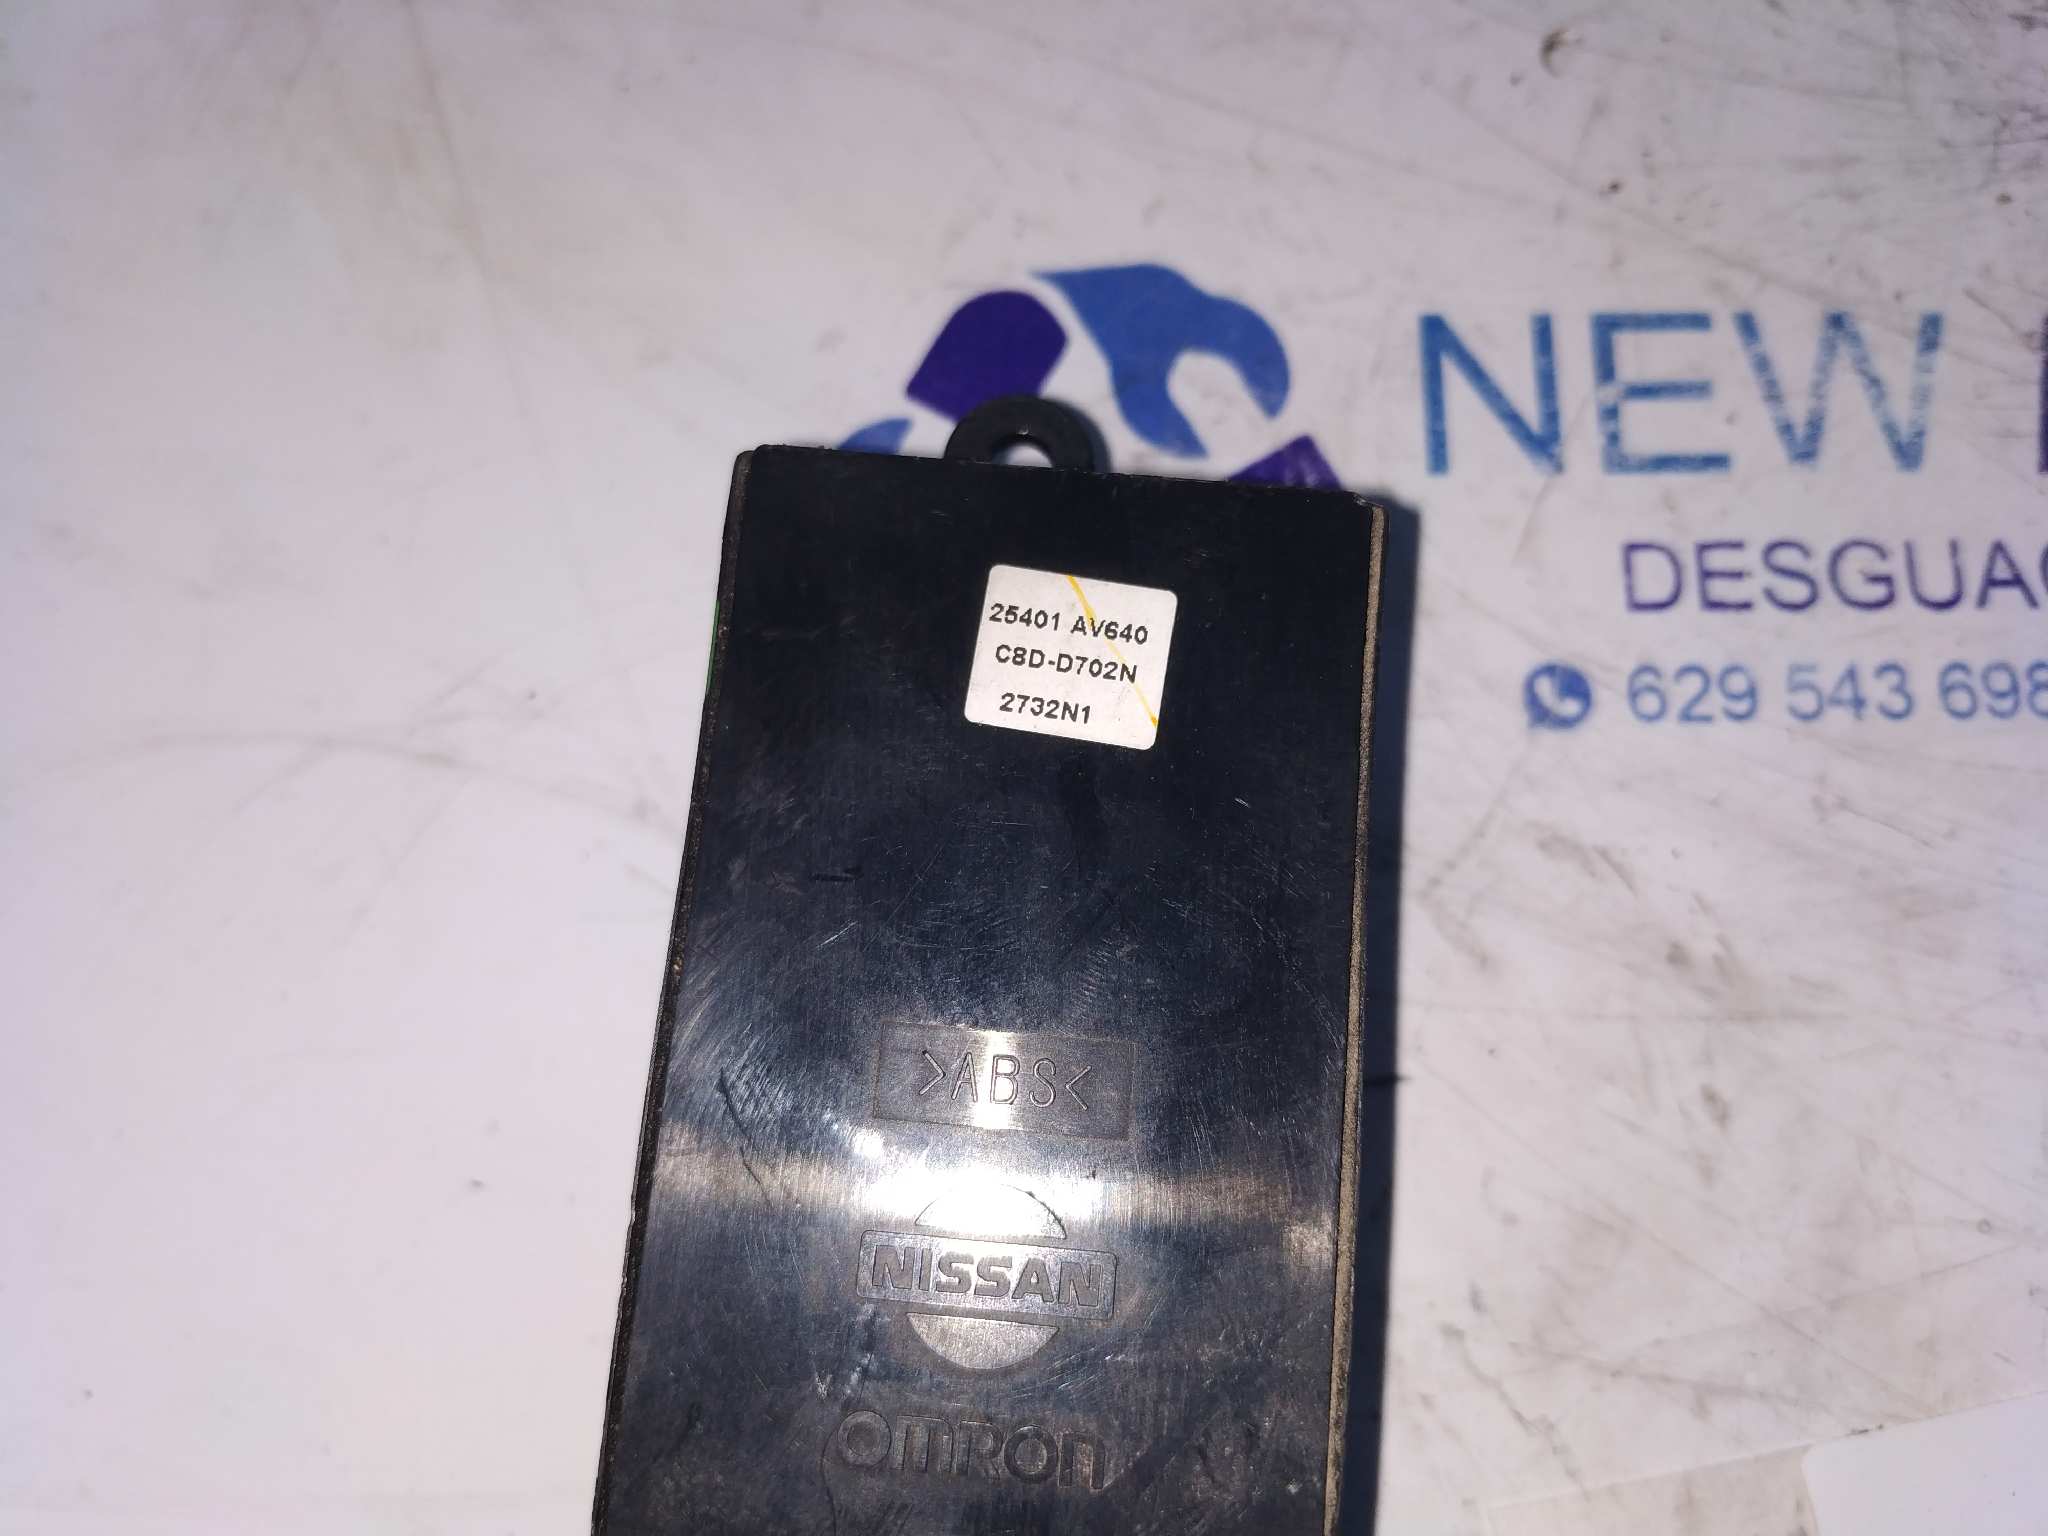 NEW
DESGUAC
629 543 698
25401 AV640
C8D-D702N
2732N1
>ABS<
NISSAN
OMRON